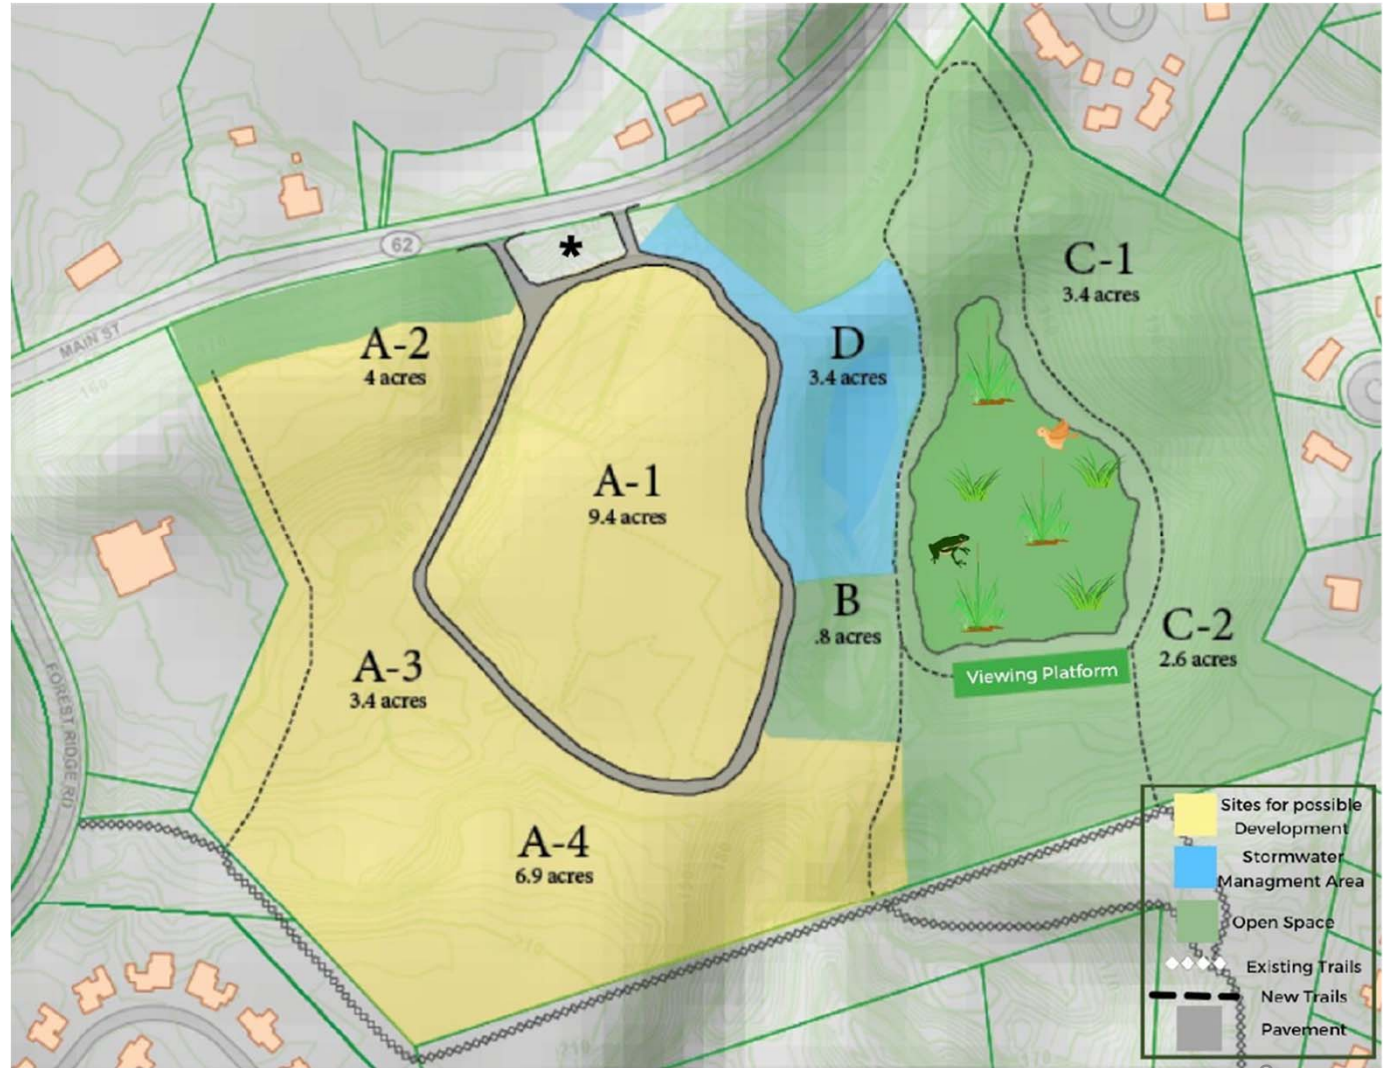 62
*
MAIN ST
C-1
3.4 acres
A-2
4 acres
D
3.4 acres
A-1
9.4 acres
B
.8 acres
C-2
2.6 acres
A-3
3.4 acres
Viewing Platform
FOREST RIDGE RD
A-4
6.9 acres
Sites for possible
Development
Stormwater
Managment Area
Open Space
Existing Trails
New Trails
Pavement